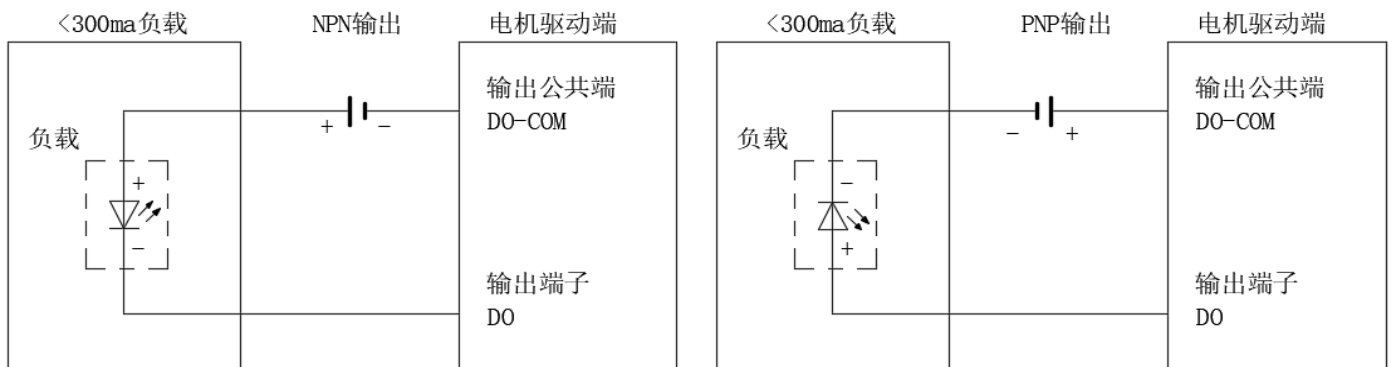 <300ma负载 NPN输出 电机驱动端
输出公共端
DO-COM
+ -
负载
+
-
输出端子
DO
<300ma负载 PNP输出 电机驱动端
输出公共端
DO-COM
- +
负载
-
+
输出端子
DO